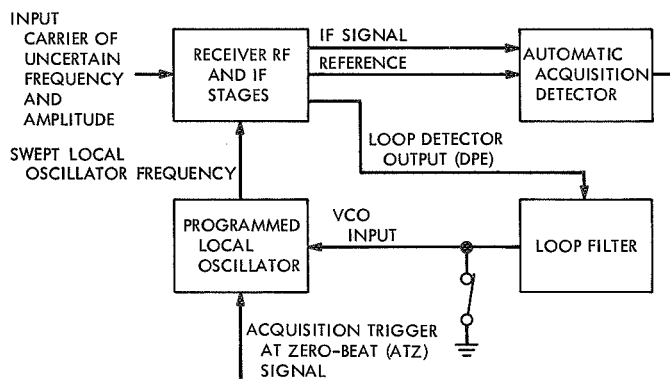 INPUT
CARRIER OF
UNCERTAIN
FREQUENCY
AND
AMPLITUDE
RECEIVER RF
AND IF
STAGES
IF SIGNAL
REFERENCE
AUTOMATIC
ACQUISITION
DETECTOR
LOOP DETECTOR
OUTPUT (DPE)
SWEPT LOCAL
OSCILLATOR FREQUENCY
PROGRAMMED
LOCAL
OSCILLATOR
VCO
INPUT
LOOP FILTER
ACQUISITION TRIGGER
AT ZERO-BEAT (ATZ)
SIGNAL